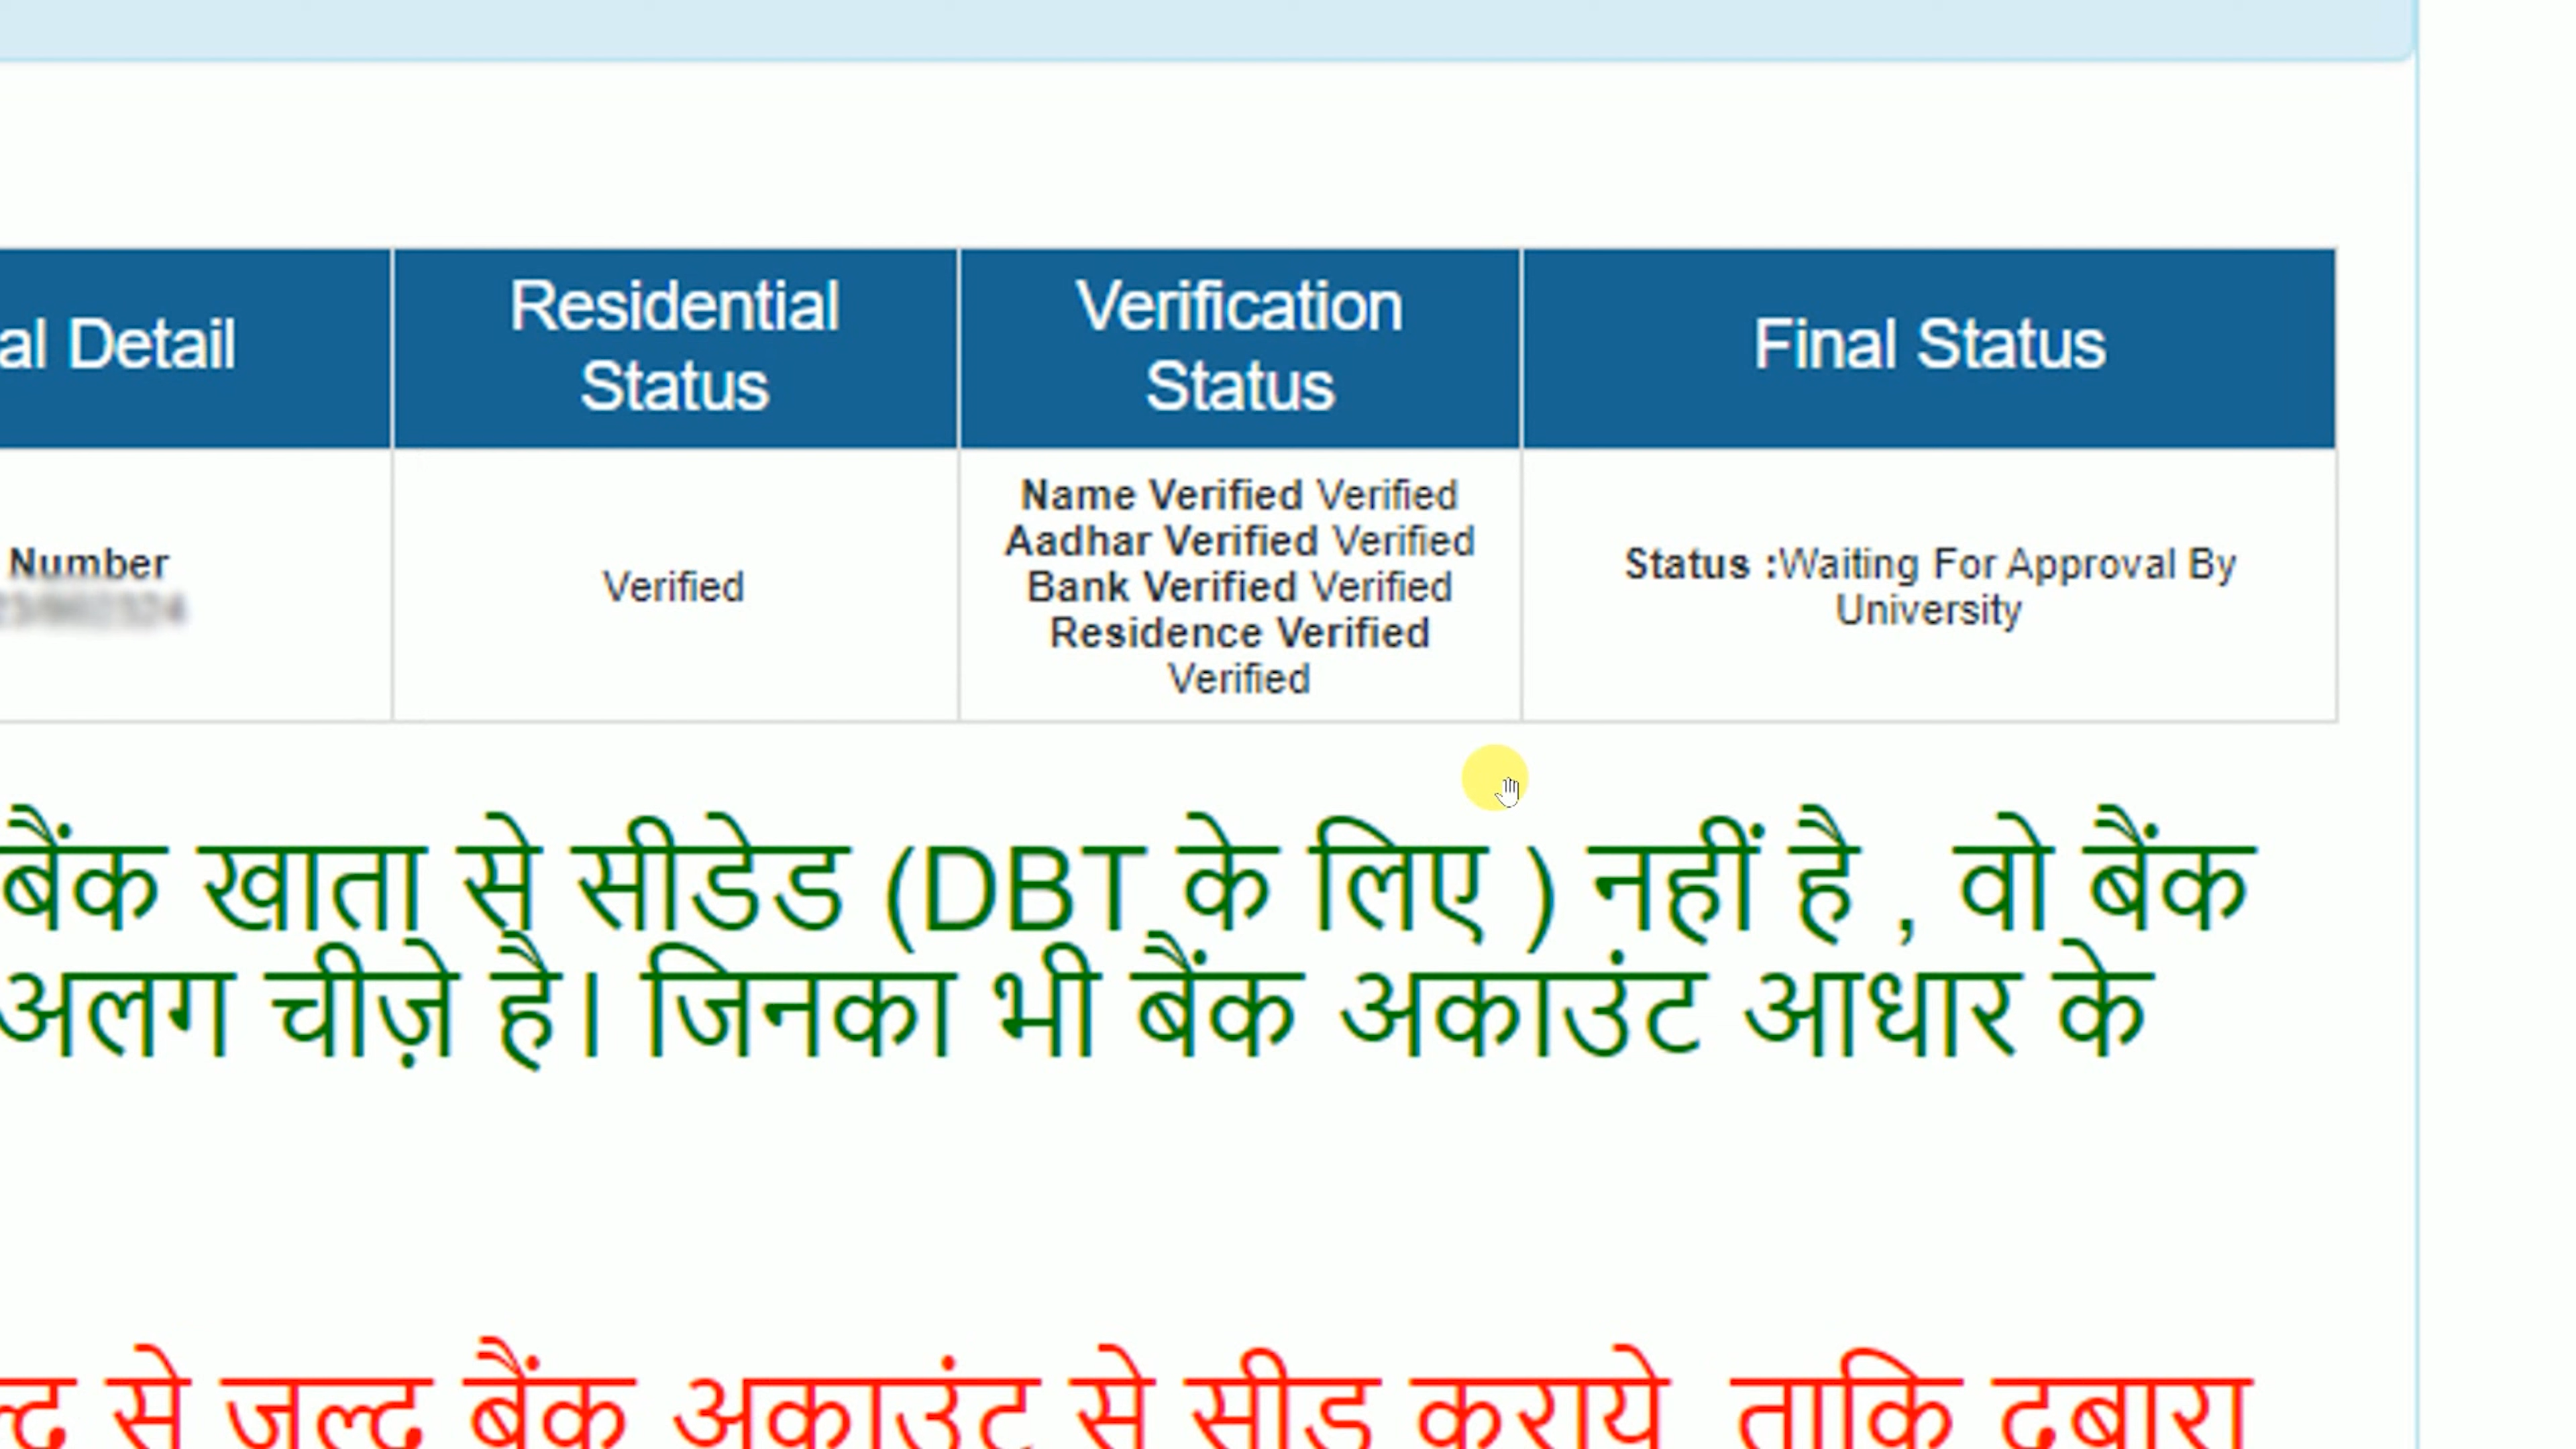 al Detail
Residential
Status
Verification
Status
Final Status
Number
Verified
Name Verified Verified
Aadhar Verified Verified
Bank Verified Verified
Residence Verified
Verified
Status :Waiting For Approval By
University
बैंक खाता से सीडेड (DBT के लिए ) नहीं है , वो बैंक
अलग चीज़े है। जिनका भी बैंक अकाउंट आधार के
से जल्द बैंक अकाउंट से सीड कराये ताकि दुबारा